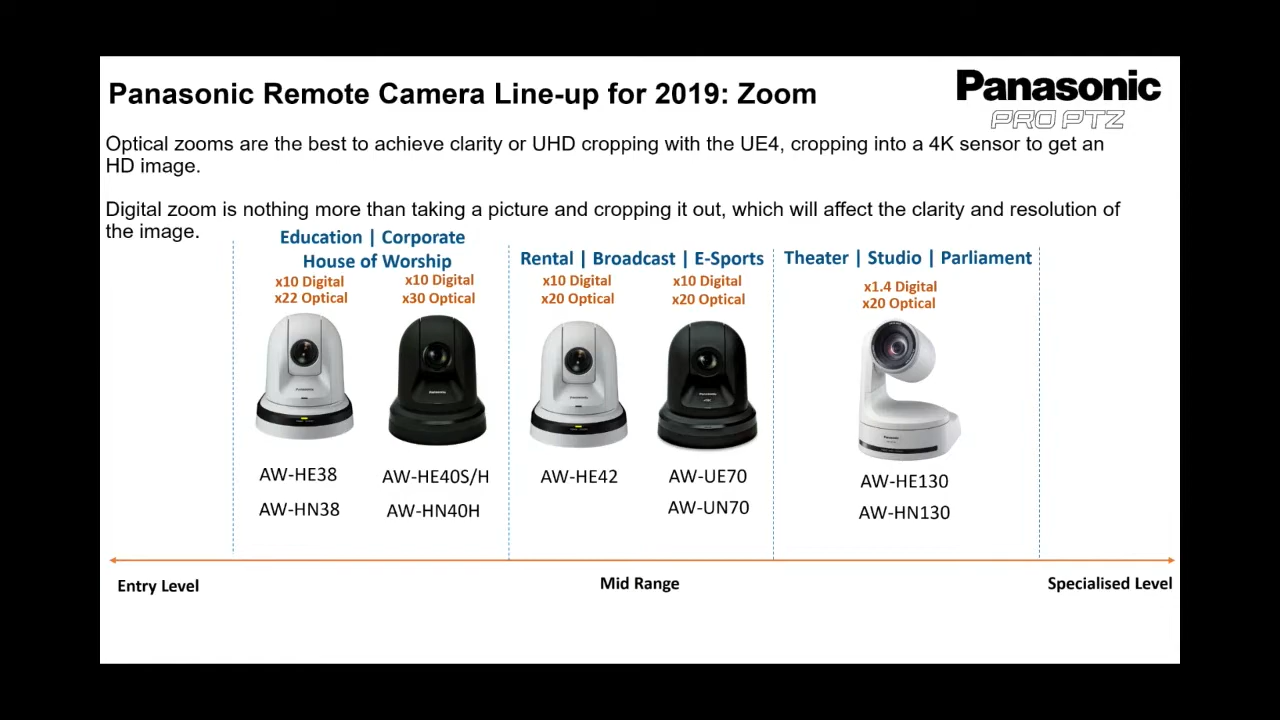 Panasonic Remote Camera Line-up for 2019: Zoom
Panasonic
PRO PTZ
Optical zooms are the best to achieve clarity or UHD cropping with the UE4, cropping into a 4K sensor to get an
HD image.
Digital zoom is nothing more than taking a picture and cropping it out, which will affect the clarity and resolution of
the image.
Education | Corporate
House of Worship
x10 Digital
x22 Optical
x10 Digital
x30 Optical
AW-HE38
AW-HN38
AW-HE40S/H
AW-HN40H
Rental | Broadcast | E-Sports
x10 Digital
x20 Optical
x10 Digital
x20 Optical
AW-HE42
AW-UE70
AW-UN70
Theater | Studio | Parliament
x1.4 Digital
x20 Optical
AW-HE130
AW-HN130
Entry Level
Mid Range
Specialised Level